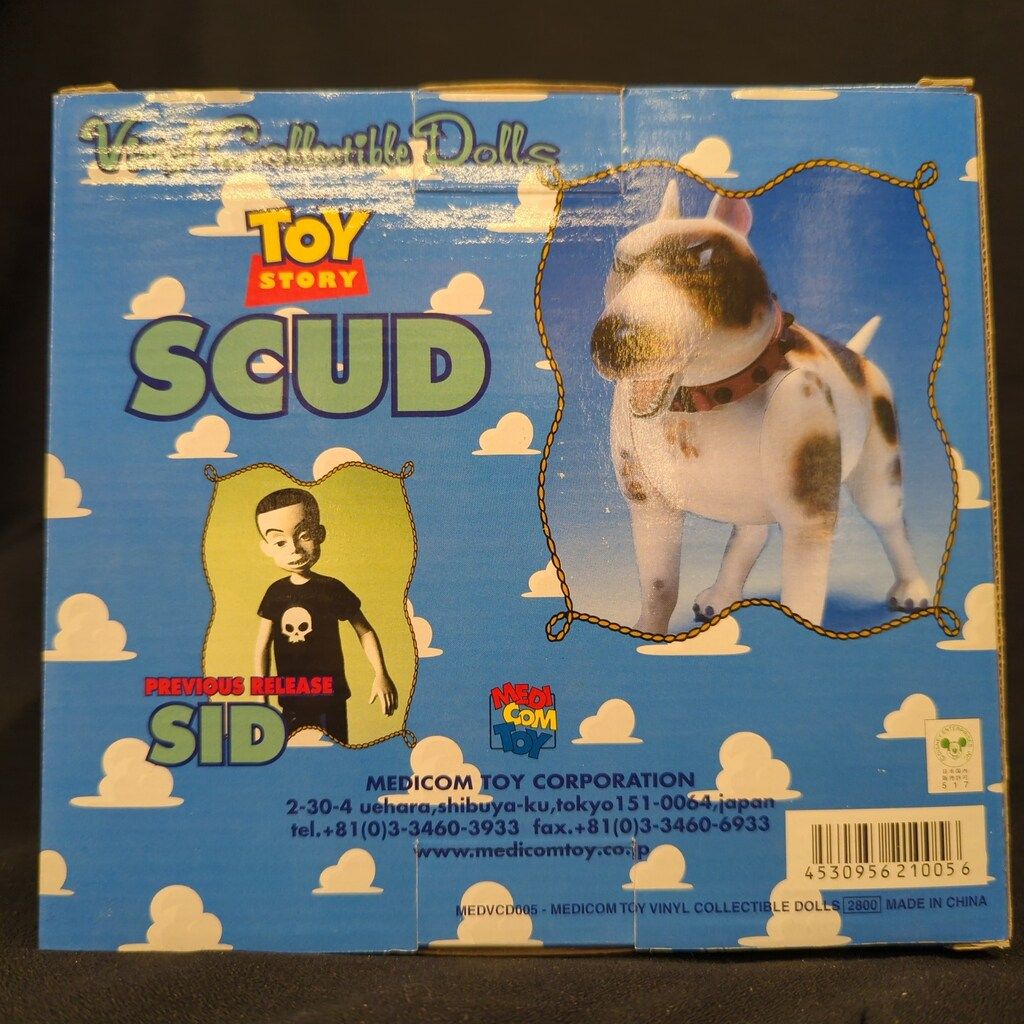 Vinyl Collectible Dolls
TOY
STORY
SCUD
PREVIOUS RELEASE
SID
MEDI
COM
TOY
MEDICOM TOY CORPORATION
2-30-4 uehara,shibuya-ku,tokyo151-0064,japan
tel.+81(0)3-3460-3933 fax.+81(0)3-3460-6933
www.medicomtoy.co.jp
517
4530956210056
MEDVCD005 - MEDICOM TOY VINYL COLLECTIBLE DOLLS 2800 MADE IN CHINA